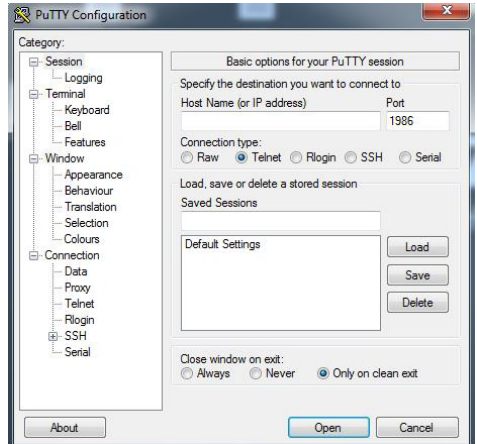 PuTTY Configuration
Category:
Session
Logging
Terminal
Keyboard
Bell
Features
Window
Appearance
Behaviour
Translation
Selection
Colours
Connection
Data
Proxy
Telnet
Rlogin
SSH
Serial
Basic options for your PuTTY session
Specify the destination you want to connect to
Host Name (or IP address) Port
1986
Connection type:
Raw Telnet Rlogin SSH Serial
Load, save or delete a stored session
Saved Sessions
Default Settings
Load
Save
Delete
Close window on exit:
Always Never Only on clean exit
About Open Cancel